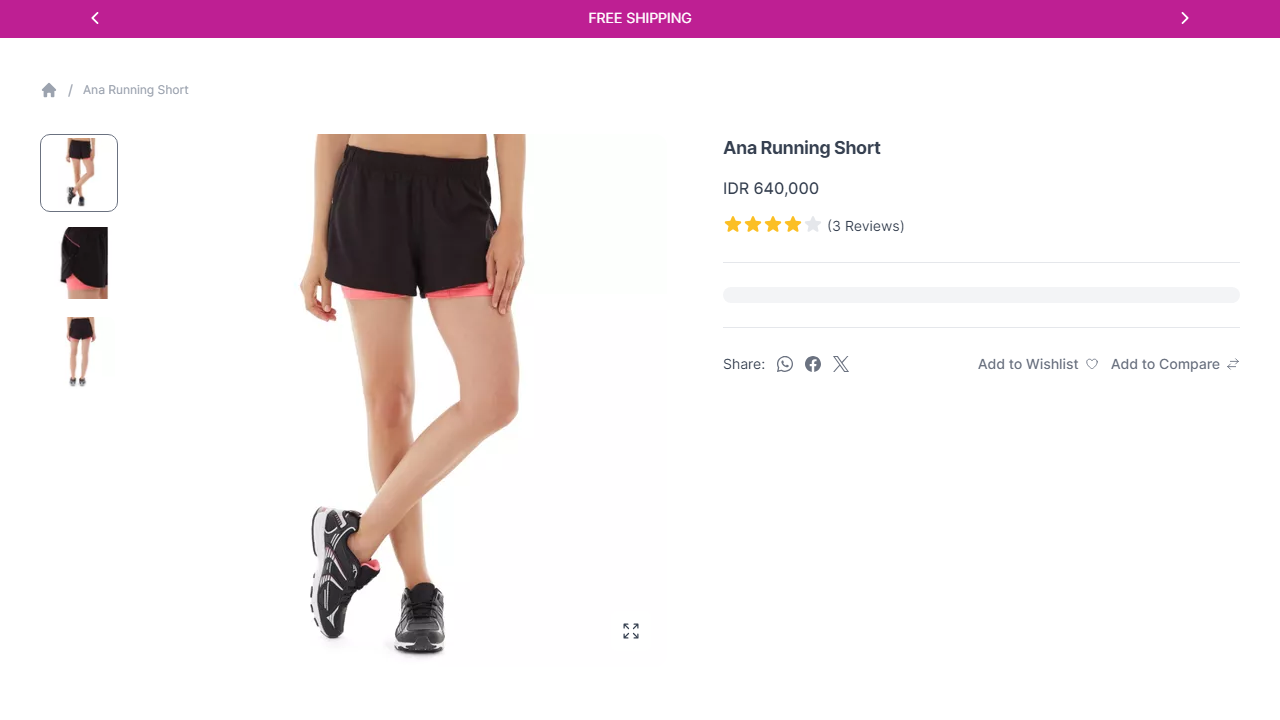 FREE SHIPPING
/ Ana Running Short
Ana Running Short
IDR 640,000
(3 Reviews)
Share:
Add to Wishlist
Add to Compare